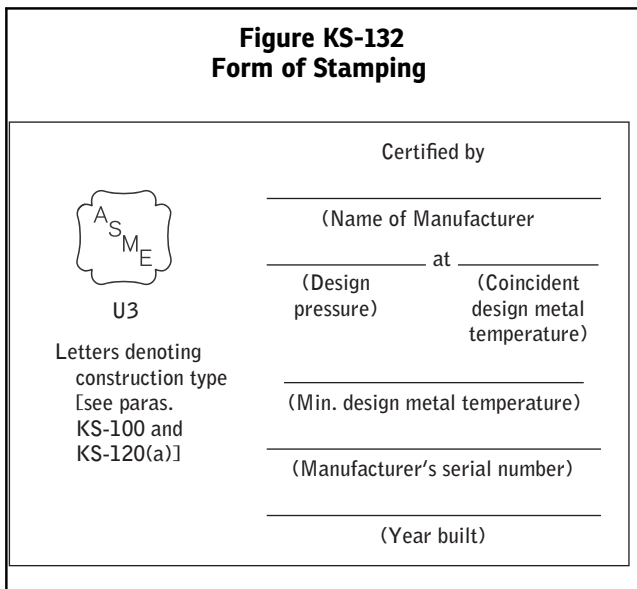 Figure KS-132
Form of Stamping
ASME
U3
Letters denoting
construction type
[see paras.
KS-100 and
KS-120(a)]
Certified by
(Name of Manufacturer
at
(Design
pressure)
(Coincident
design metal
temperature)
(Min. design metal temperature)
(Manufacturer's serial number)
(Year built)